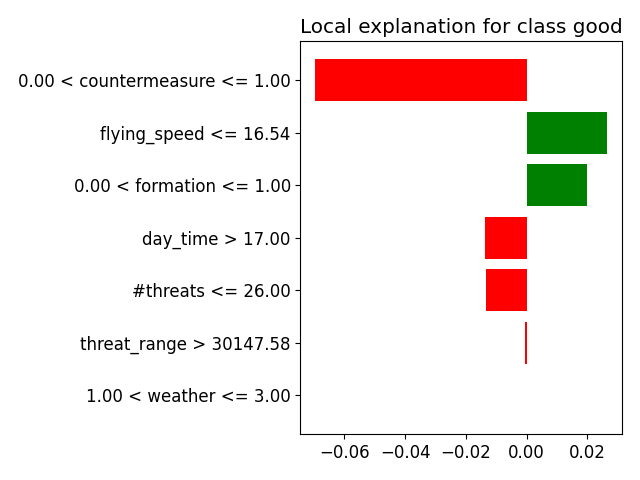 Local explanation for class good
0.00 < countermeasure <= 1.00
flying_speed <= 16.54
0.00 < formation <= 1.00
day_time > 17.00
#threats <= 26.00
threat_range > 30147.58
1.00 < weather <= 3.00
−0.06 −0.04 −0.02 0.00 0.02